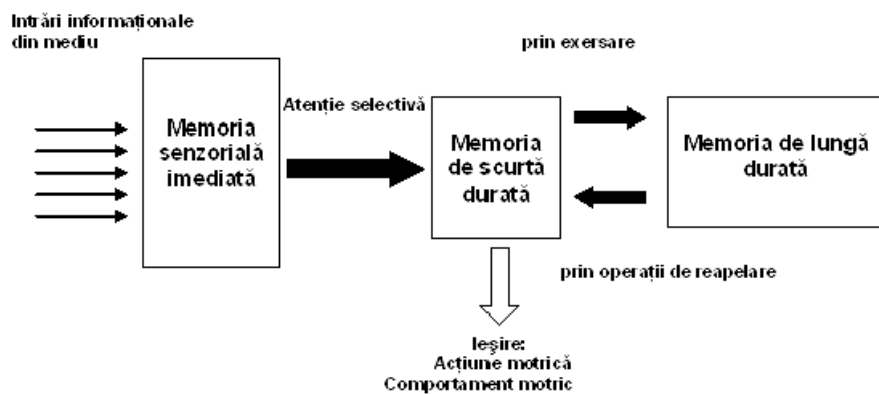 Intrări informaționale
din mediu
prin exersare
Atenție selectivă
Memoria
senzorială
imediată
Memoria
de scurtă
durată
Memoria de lungă
durată
prin operații de reapelare
Ieşire:
Acțiune motrică
Comportament motric